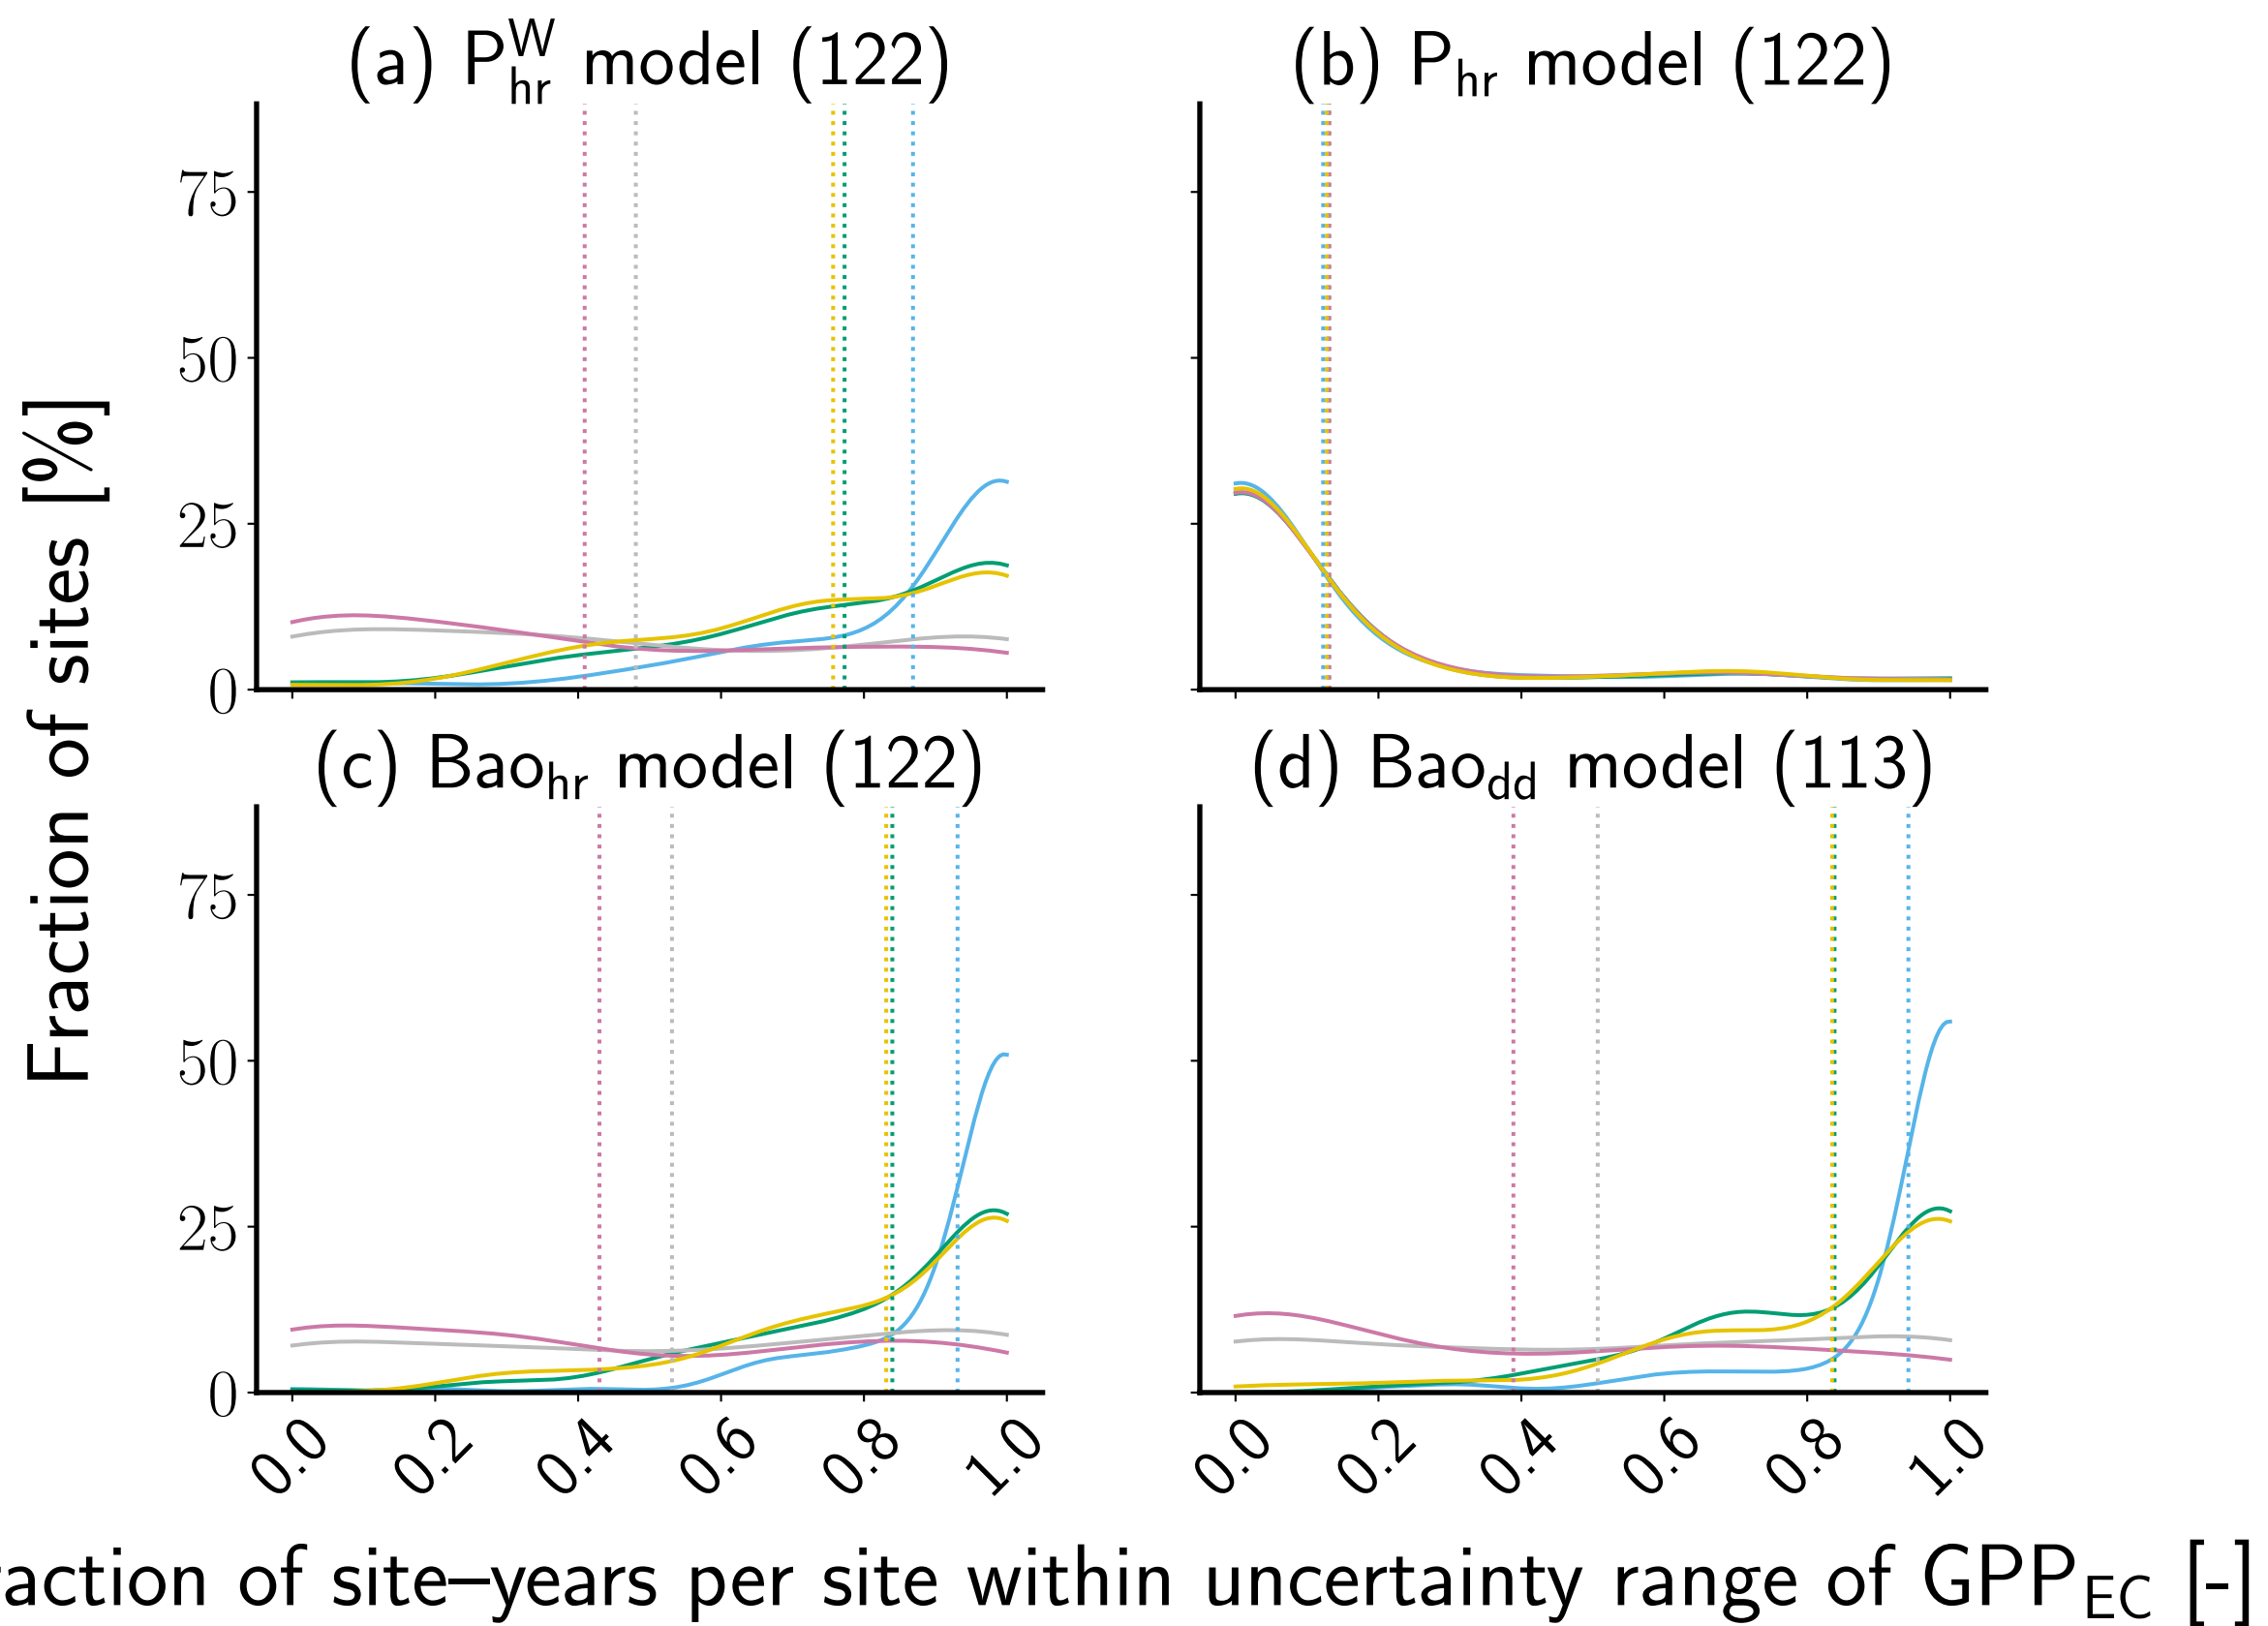 (a) P^W_hr model (122)
(b) P_hr model (122)
75
50
25
0
(c) Bao_hr model (122)
(d) Bao_dd model (113)
75
50
25
0
0.0 0.2 0.4 0.6 0.8 1.0
0.0 0.2 0.4 0.6 0.8 1.0
Fraction of sites [%]
action of site–years per site within uncertainty range of GPP_EC [-]